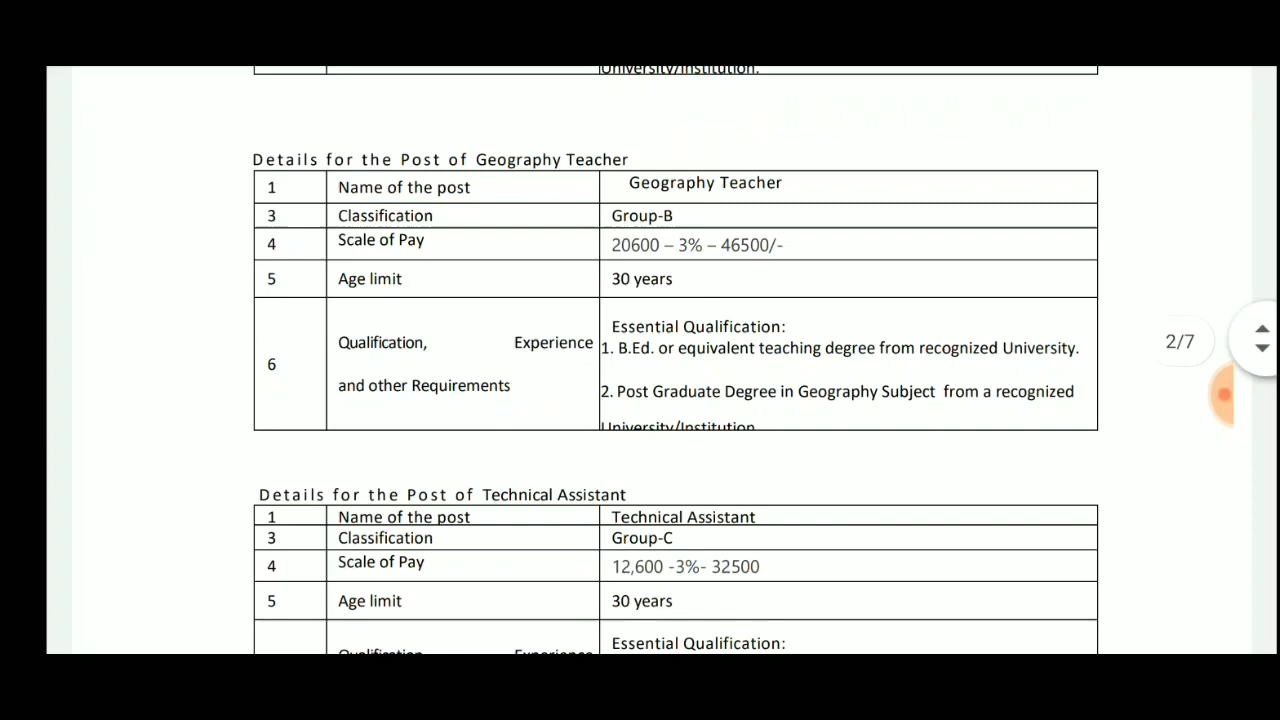 University/Institution.
Details for the Post of Geography Teacher
1 Name of the post Geography Teacher
3 Classification Group-B
4 Scale of Pay 20600 – 3% – 46500/-
5 Age limit 30 years
6 Qualification, Experience and other Requirements Essential Qualification:
1. B.Ed. or equivalent teaching degree from recognized University.
2. Post Graduate Degree in Geography Subject from a recognized
University/Institution
Details for the Post of Technical Assistant
1 Name of the post Technical Assistant
3 Classification Group-C
4 Scale of Pay 12,600 -3%- 32500
5 Age limit 30 years
Qualification Experience Essential Qualification:
2/7